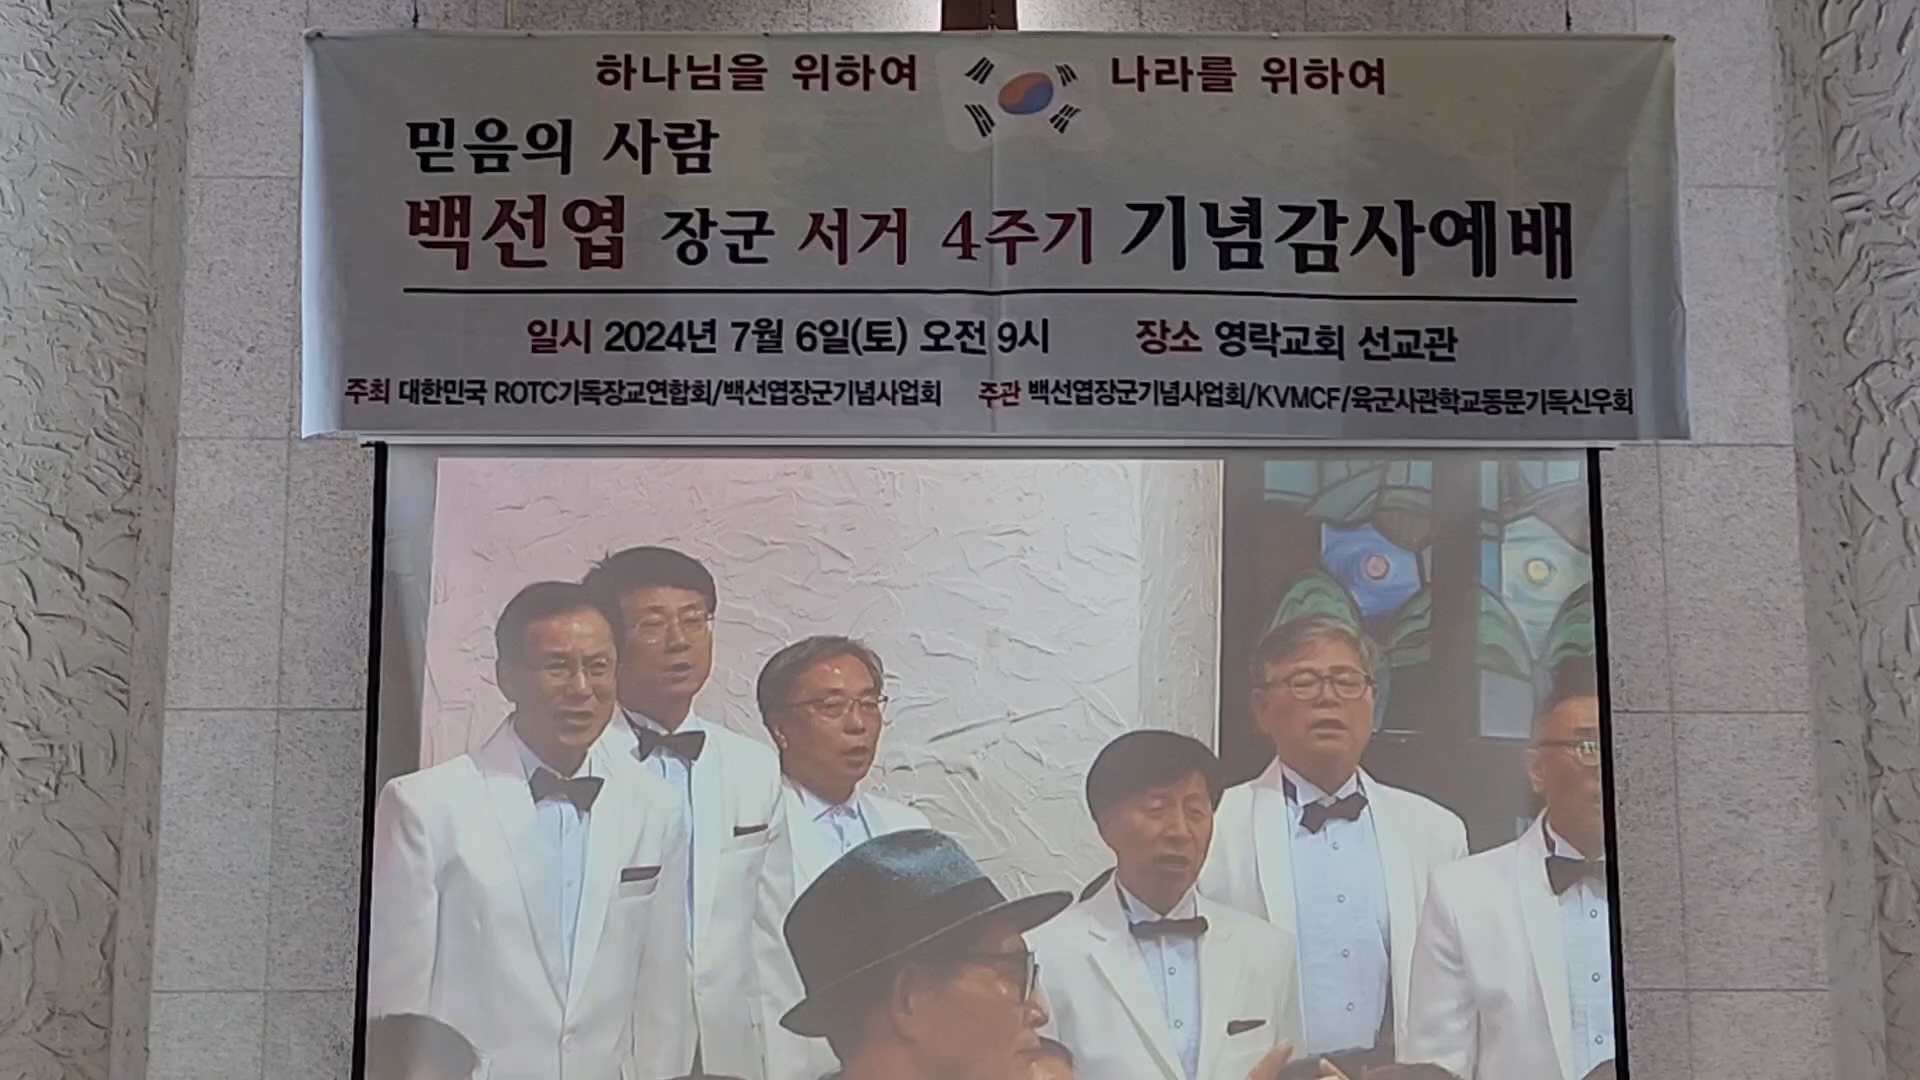 하나님을 위하여 나라를 위하여
믿음의 사람
백선엽 장군 서거 4주기 기념감사예배
일시 2024년 7월 6일(토) 오전 9시 장소 영락교회 선교관
주최 대한민국 ROTC기독장교연합회/백선엽장군기념사업회 주관 백선엽장군기념사업회/KVMCF/육군사관학교동문기독신우회